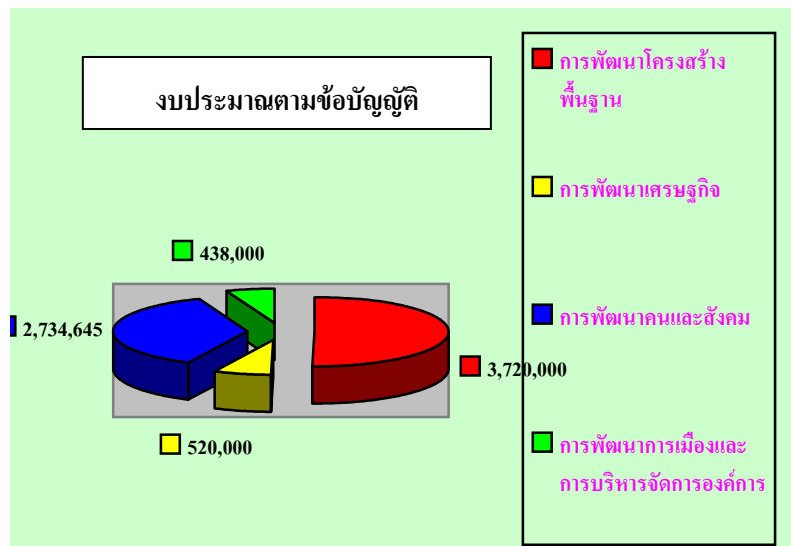 งบประมาณตามข้อบัญญัติ
438,000
2,734,645
3,720,000
520,000
การพัฒนาโครงสร้าง
พื้นฐาน
การพัฒนาเศรษฐกิจ
การพัฒนาคนและสังคม
การพัฒนาการเมืองและ
การบริหารจัดการองค์การ